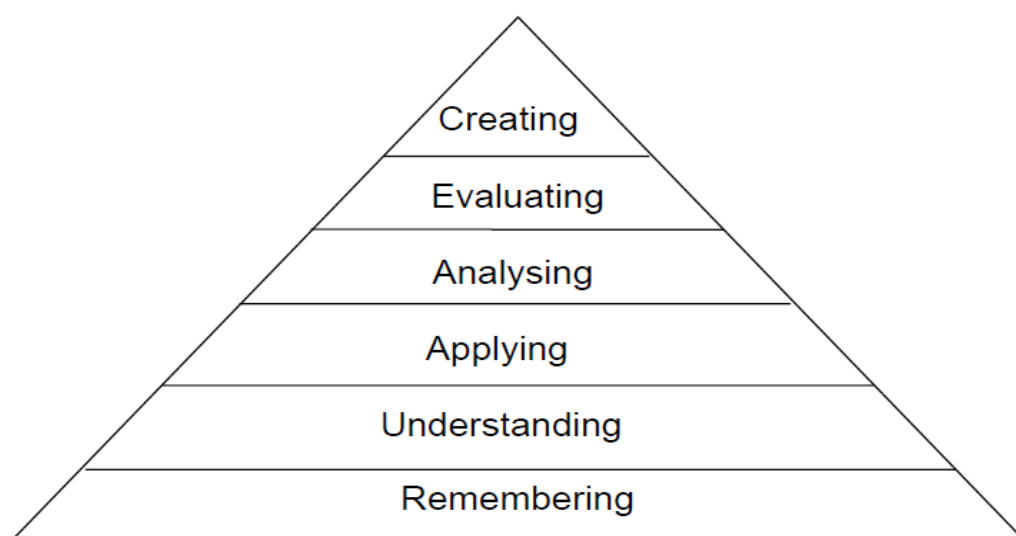 Creating
Evaluating
Analysing
Applying
Understanding
Remembering